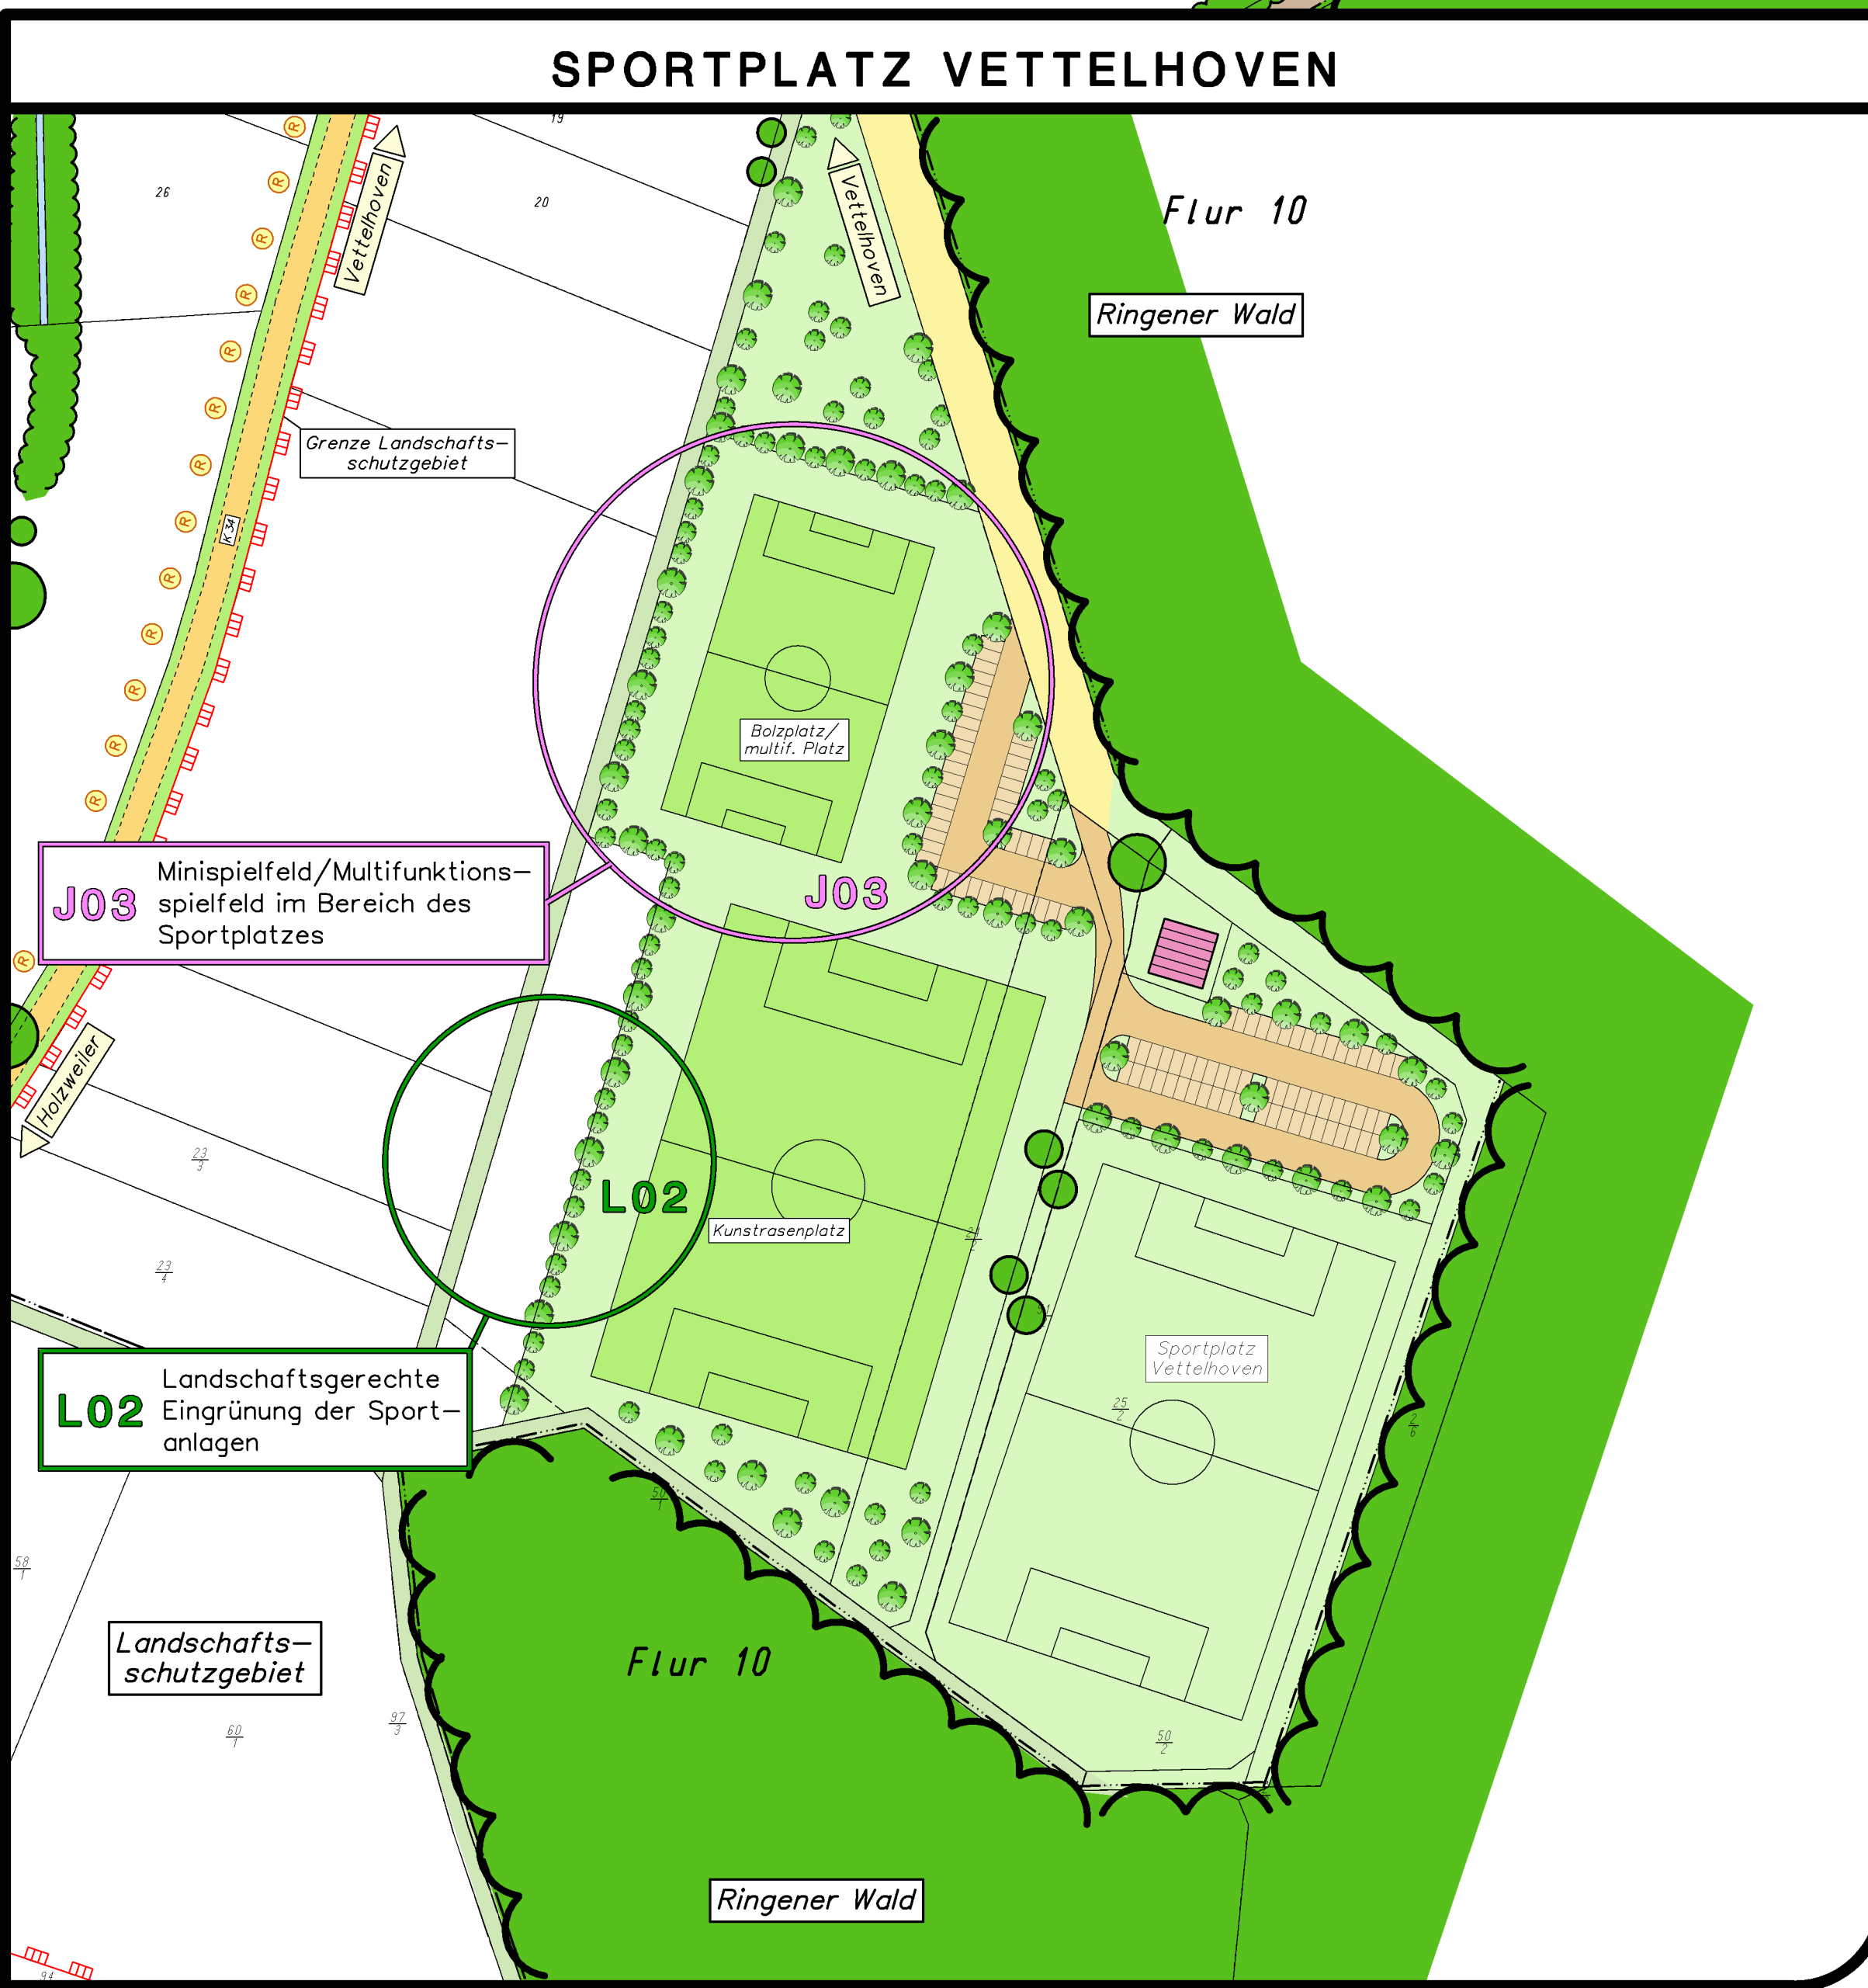 SPORTPLATZ VETTELHOVEN
19
26
20
Vettelhoven
Vettelhoven
Flur 10
Ringener Wald
Grenze Landschafts-
schutzgebiet
K 34
R
R
R
R
R
R
R
R
R
R
R
R
R
R
Bolzplatz/
multif. Platz
J03
J03 Minispielfeld/Multifunktions-
spielfeld im Bereich des
Sportplatzes
Holzweiler
23
3
L02
Kunstrasenplatz
23
4
Sportplatz
Vettelhoven
L02 Landschaftsgerechte
Eingrünung der Sport-
anlagen
25
2
2
6
50
1
58
1
Landschafts-
schutzgebiet
Flur 10
60
1
97
3
50
2
Ringener Wald
94